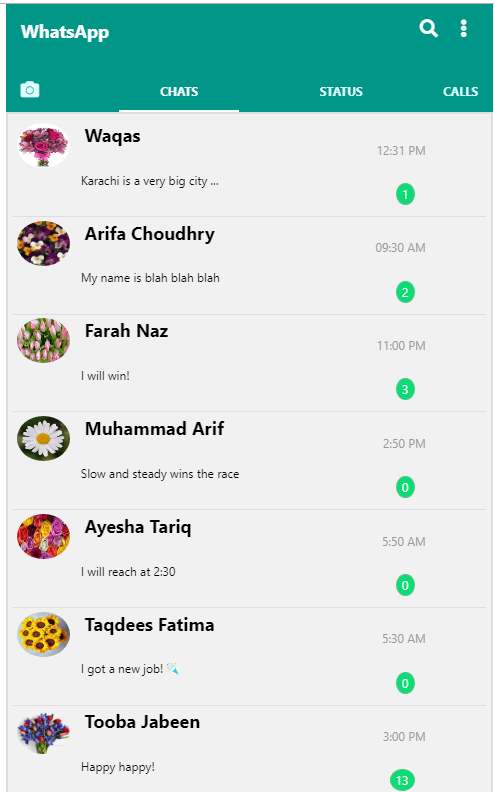 WhatsApp
CHATS STATUS CALLS
Waqas
12:31 PM
Karachi is a very big city ...
1
Arifa Choudhry
09:30 AM
My name is blah blah blah
2
Farah Naz
11:00 PM
I will win!
3
Muhammad Arif
2:50 PM
Slow and steady wins the race
0
Ayesha Tariq
5:50 AM
I will reach at 2:30
0
Taqdees Fatima
5:30 AM
I got a new job!
0
Tooba Jabeen
3:00 PM
Happy happy!
13